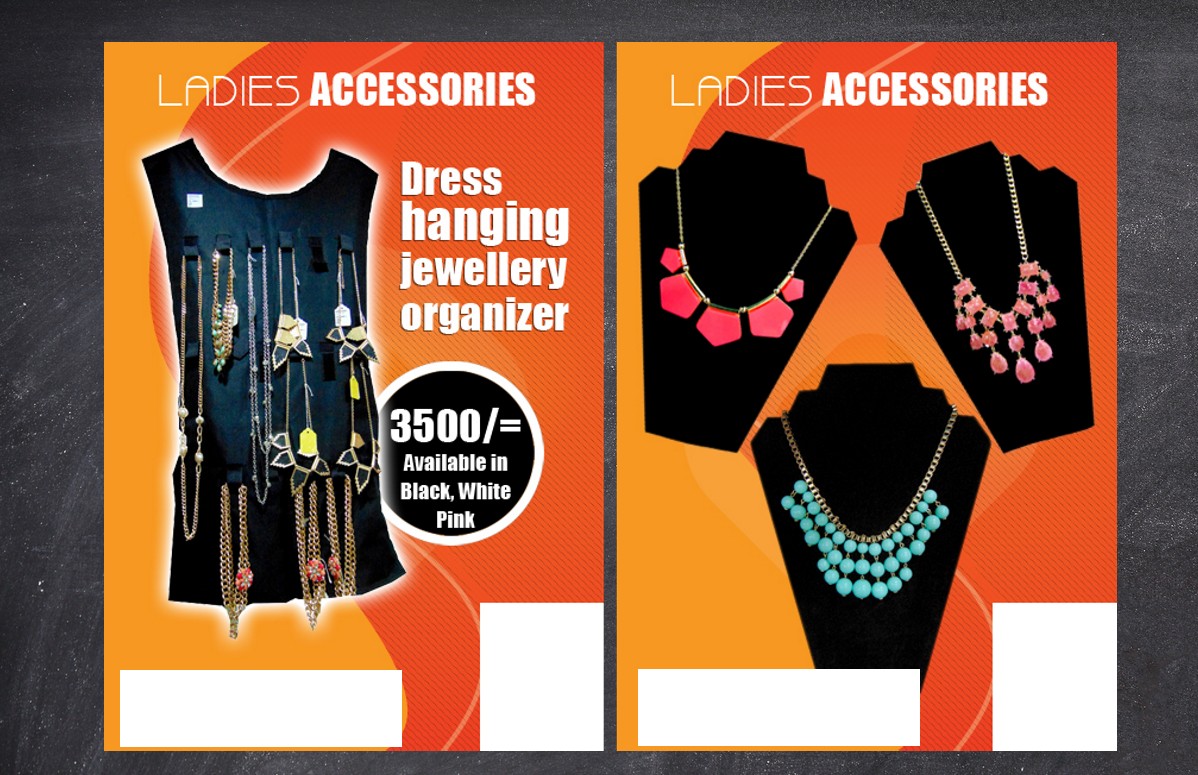 LADIES ACCESSORIES
Dress
hanging
jewellery
organizer
3500/=
Available in
Black, White
Pink
LADIES ACCESSORIES